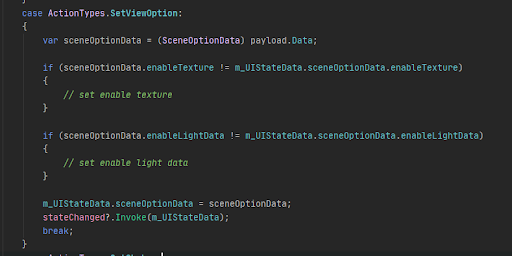 case ActionTypes.SetViewOption:
{
var sceneOptionData = (SceneOptionData) payload.Data;
if (sceneOptionData.enableTexture != m_UIStateData.sceneOptionData.enableTexture)
{
// set enable texture
}
if (sceneOptionData.enableLightData != m_UIStateData.sceneOptionData.enableLightData)
{
// set enable light data
}
m_UIStateData.sceneOptionData = sceneOptionData;
stateChanged?.Invoke(m_UIStateData);
break;
}